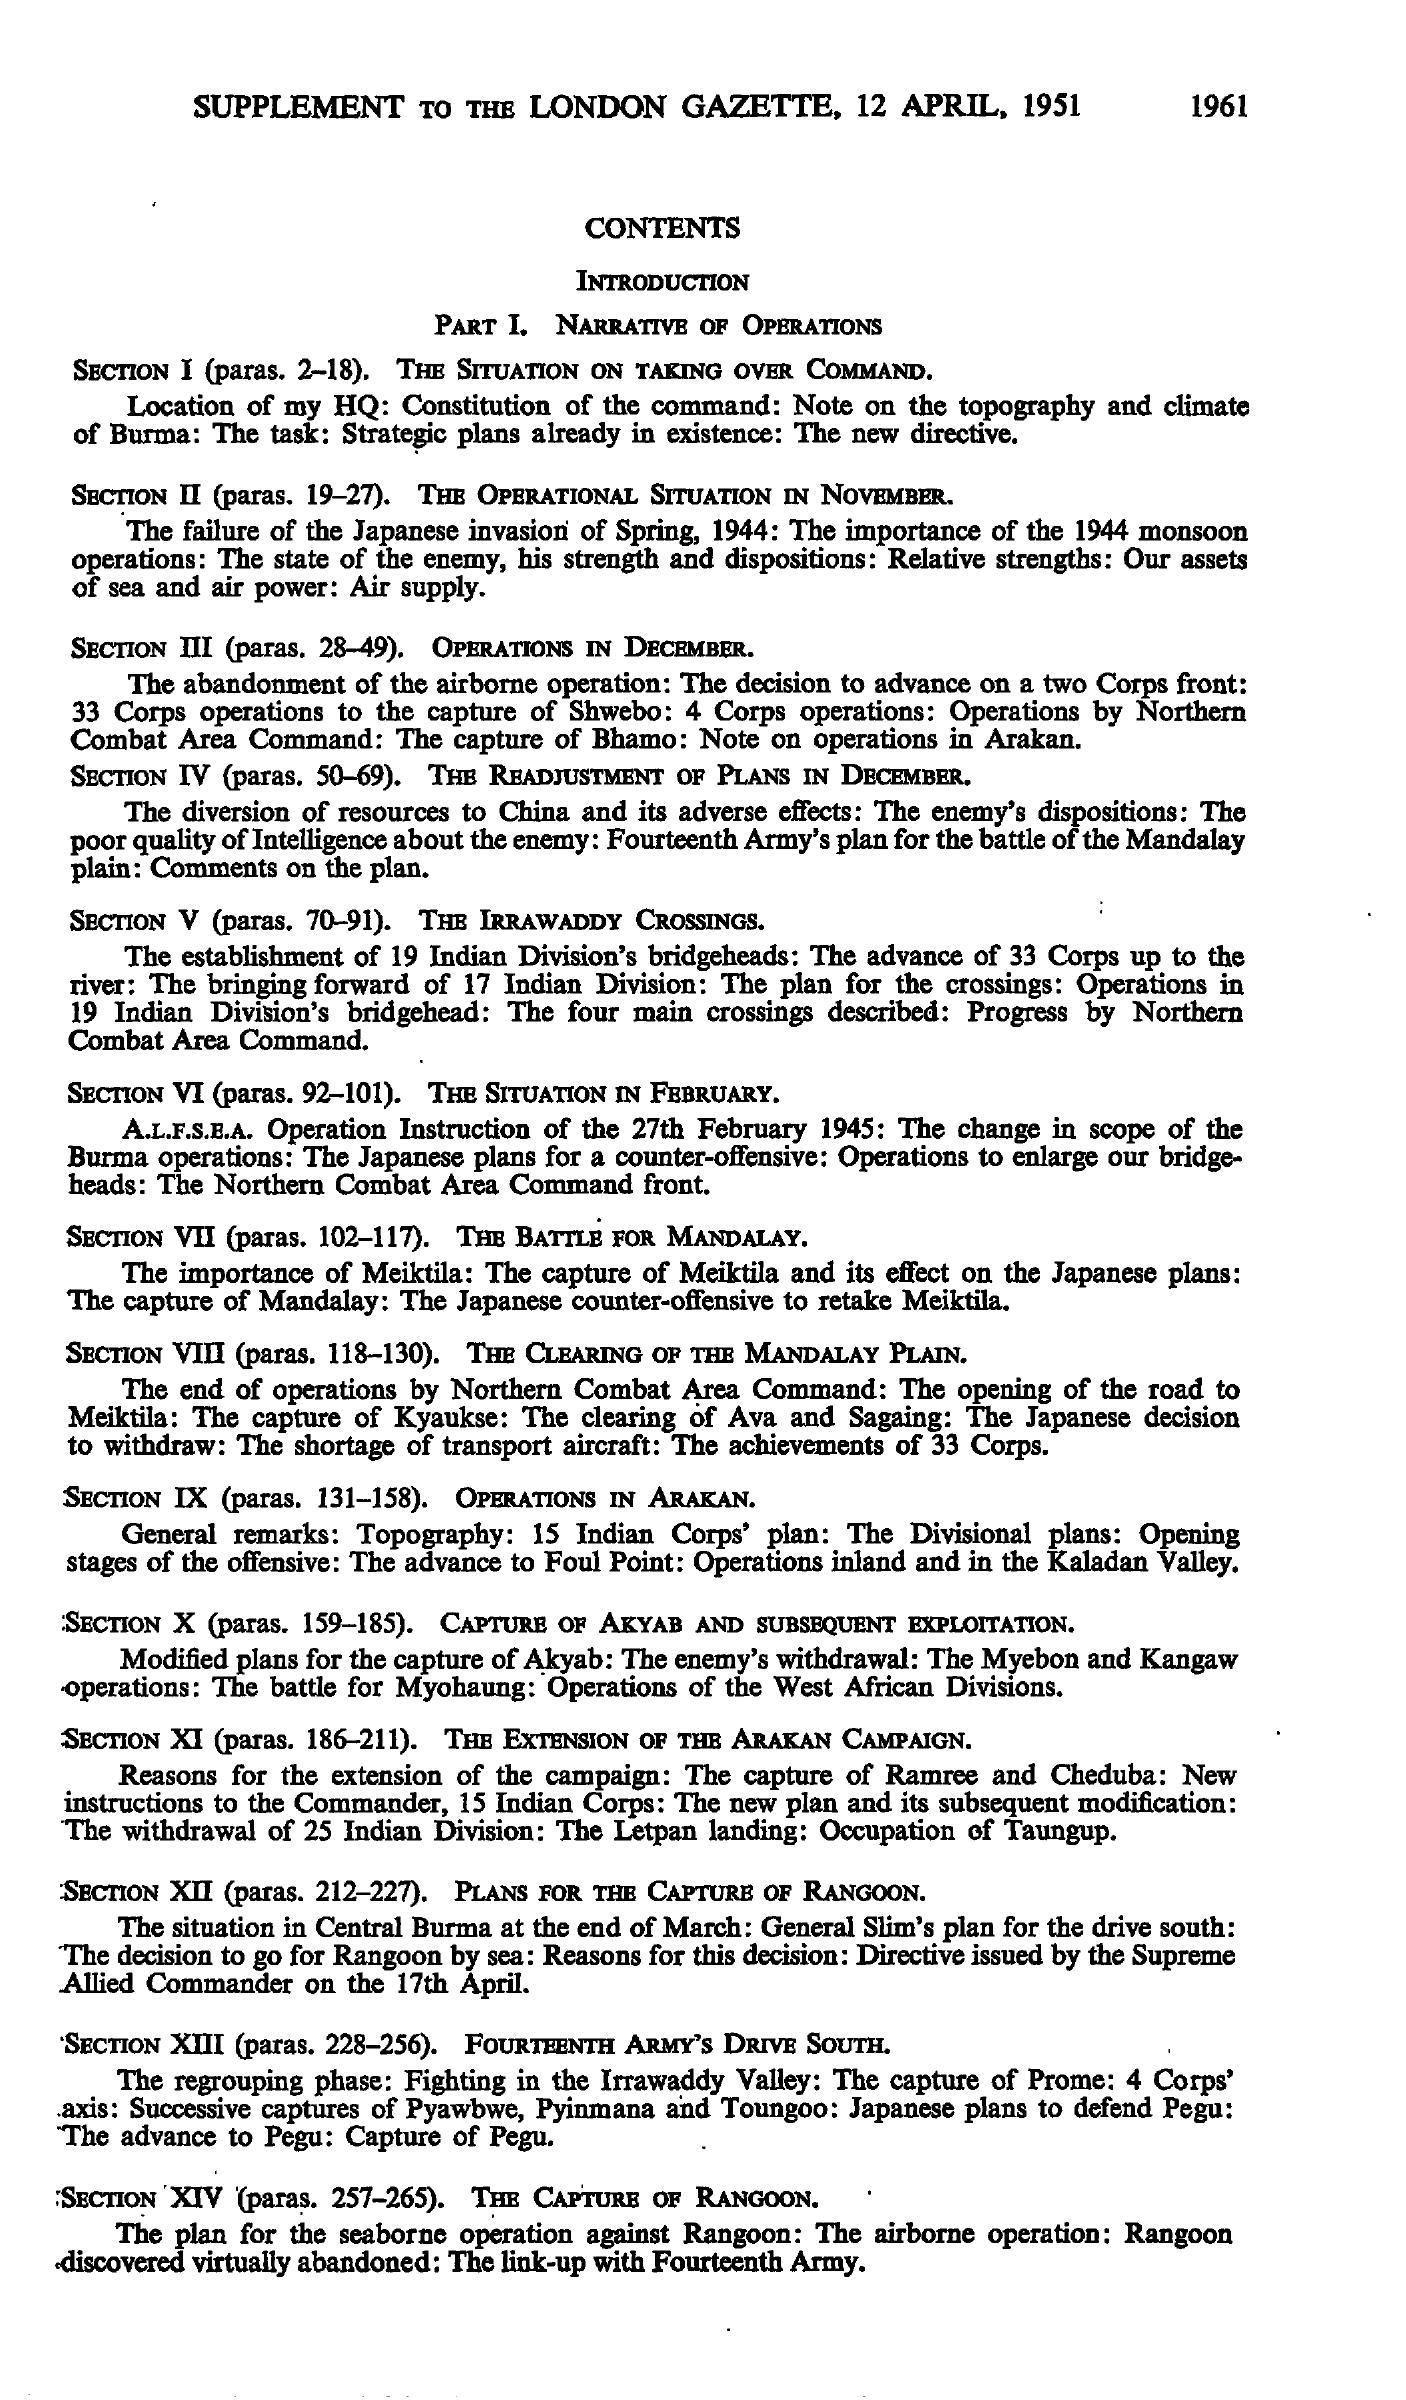 SUPPLEMENT TO THE LONDON GAZETTE, 12 APRIL, 1951 1961
CONTENTS
INTRODUCTION
PART I. NARRATIVE OF OPERATIONS
SECTION I (paras. 2–18). THE SITUATION ON TAKING OVER COMMAND.
Location of my HQ: Constitution of the command: Note on the topography and climate
of Burma: The task: Strategic plans already in existence: The new directive.
SECTION II (paras. 19–27). THE OPERATIONAL SITUATION IN NOVEMBER.
The failure of the Japanese invasion of Spring, 1944: The importance of the 1944 monsoon
operations: The state of the enemy, his strength and dispositions: Relative strengths: Our assets
of sea and air power: Air supply.
SECTION III (paras. 28–49). OPERATIONS IN DECEMBER.
The abandonment of the airborne operation: The decision to advance on a two Corps front:
33 Corps operations to the capture of Shwebo: 4 Corps operations: Operations by Northern
Combat Area Command: The capture of Bhamo: Note on operations in Arakan.
SECTION IV (paras. 50–69). THE READJUSTMENT OF PLANS IN DECEMBER.
The diversion of resources to China and its adverse effects: The enemy's dispositions: The
poor quality of Intelligence about the enemy: Fourteenth Army's plan for the battle of the Mandalay
plain: Comments on the plan.
SECTION V (paras. 70–91). THE IRRAWADDY CROSSINGS.
The establishment of 19 Indian Division's bridgeheads: The advance of 33 Corps up to the
river: The bringing forward of 17 Indian Division: The plan for the crossings: Operations in
19 Indian Division's bridgehead: The four main crossings described: Progress by Northern
Combat Area Command.
SECTION VI (paras. 92–101). THE SITUATION IN FEBRUARY.
A.L.F.S.E.A. Operation Instruction of the 27th February 1945: The change in scope of the
Burma operations: The Japanese plans for a counter-offensive: Operations to enlarge our bridge-
heads: The Northern Combat Area Command front.
SECTION VII (paras. 102–117). THE BATTLE FOR MANDALAY.
The importance of Meiktila: The capture of Meiktila and its effect on the Japanese plans:
The capture of Mandalay: The Japanese counter-offensive to retake Meiktila.
SECTION VIII (paras. 118–130). THE CLEARING OF THE MANDALAY PLAIN.
The end of operations by Northern Combat Area Command: The opening of the road to
Meiktila: The capture of Kyaukse: The clearing of Ava and Sagaing: The Japanese decision
to withdraw: The shortage of transport aircraft: The achievements of 33 Corps.
SECTION IX (paras. 131–158). OPERATIONS IN ARAKAN.
General remarks: Topography: 15 Indian Corps' plan: The Divisional plans: Opening
stages of the offensive: The advance to Foul Point: Operations inland and in the Kaladan Valley.
SECTION X (paras. 159–185). CAPTURE OF AKYAB AND SUBSEQUENT EXPLOITATION.
Modified plans for the capture of Akyab: The enemy's withdrawal: The Myebon and Kangaw
operations: The battle for Myohaung: Operations of the West African Divisions.
SECTION XI (paras. 186–211). THE EXTENSION OF THE ARAKAN CAMPAIGN.
Reasons for the extension of the campaign: The capture of Ramree and Cheduba: New
instructions to the Commander, 15 Indian Corps: The new plan and its subsequent modification:
The withdrawal of 25 Indian Division: The Letpan landing: Occupation of Taungup.
SECTION XII (paras. 212–227). PLANS FOR THE CAPTURE OF RANGOON.
The situation in Central Burma at the end of March: General Slim's plan for the drive south:
The decision to go for Rangoon by sea: Reasons for this decision: Directive issued by the Supreme
Allied Commander on the 17th April.
SECTION XIII (paras. 228–256). FOURTEENTH ARMY'S DRIVE SOUTH.
The regrouping phase: Fighting in the Irrawaddy Valley: The capture of Prome: 4 Corps'
axis: Successive captures of Pyawbwe, Pyinmana and Toungoo: Japanese plans to defend Pegu:
The advance to Pegu: Capture of Pegu.
SECTION XIV (paras. 257–265). THE CAPTURE OF RANGOON.
The plan for the seaborne operation against Rangoon: The airborne operation: Rangoon
discovered virtually abandoned: The link-up with Fourteenth Army.